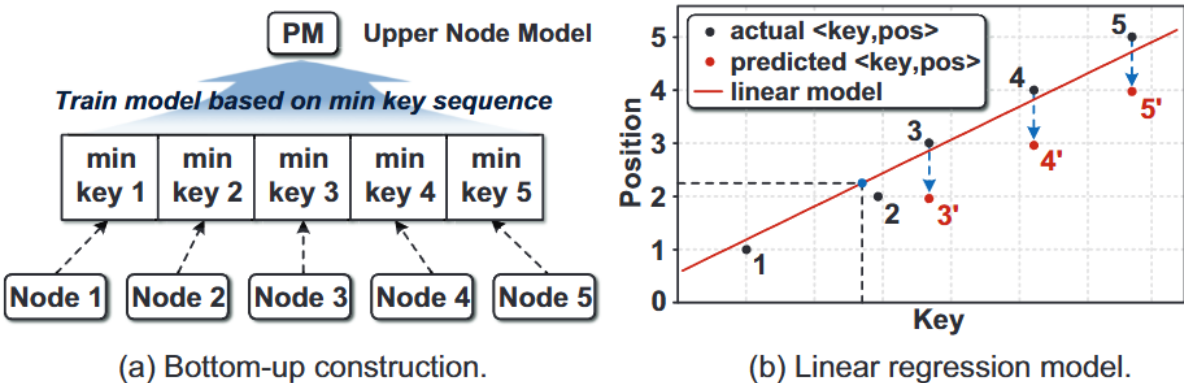 PM Upper Node Model
Train model based on min key sequence
min key 1
min key 2
min key 3
min key 4
min key 5
Node 1 Node 2 Node 3 Node 4 Node 5
(a) Bottom-up construction.
actual <key,pos>
predicted <key,pos>
linear model
Position
5
4
3
2
1
0
1
2
3
4
5
3'
4'
5'
Key
(b) Linear regression model.